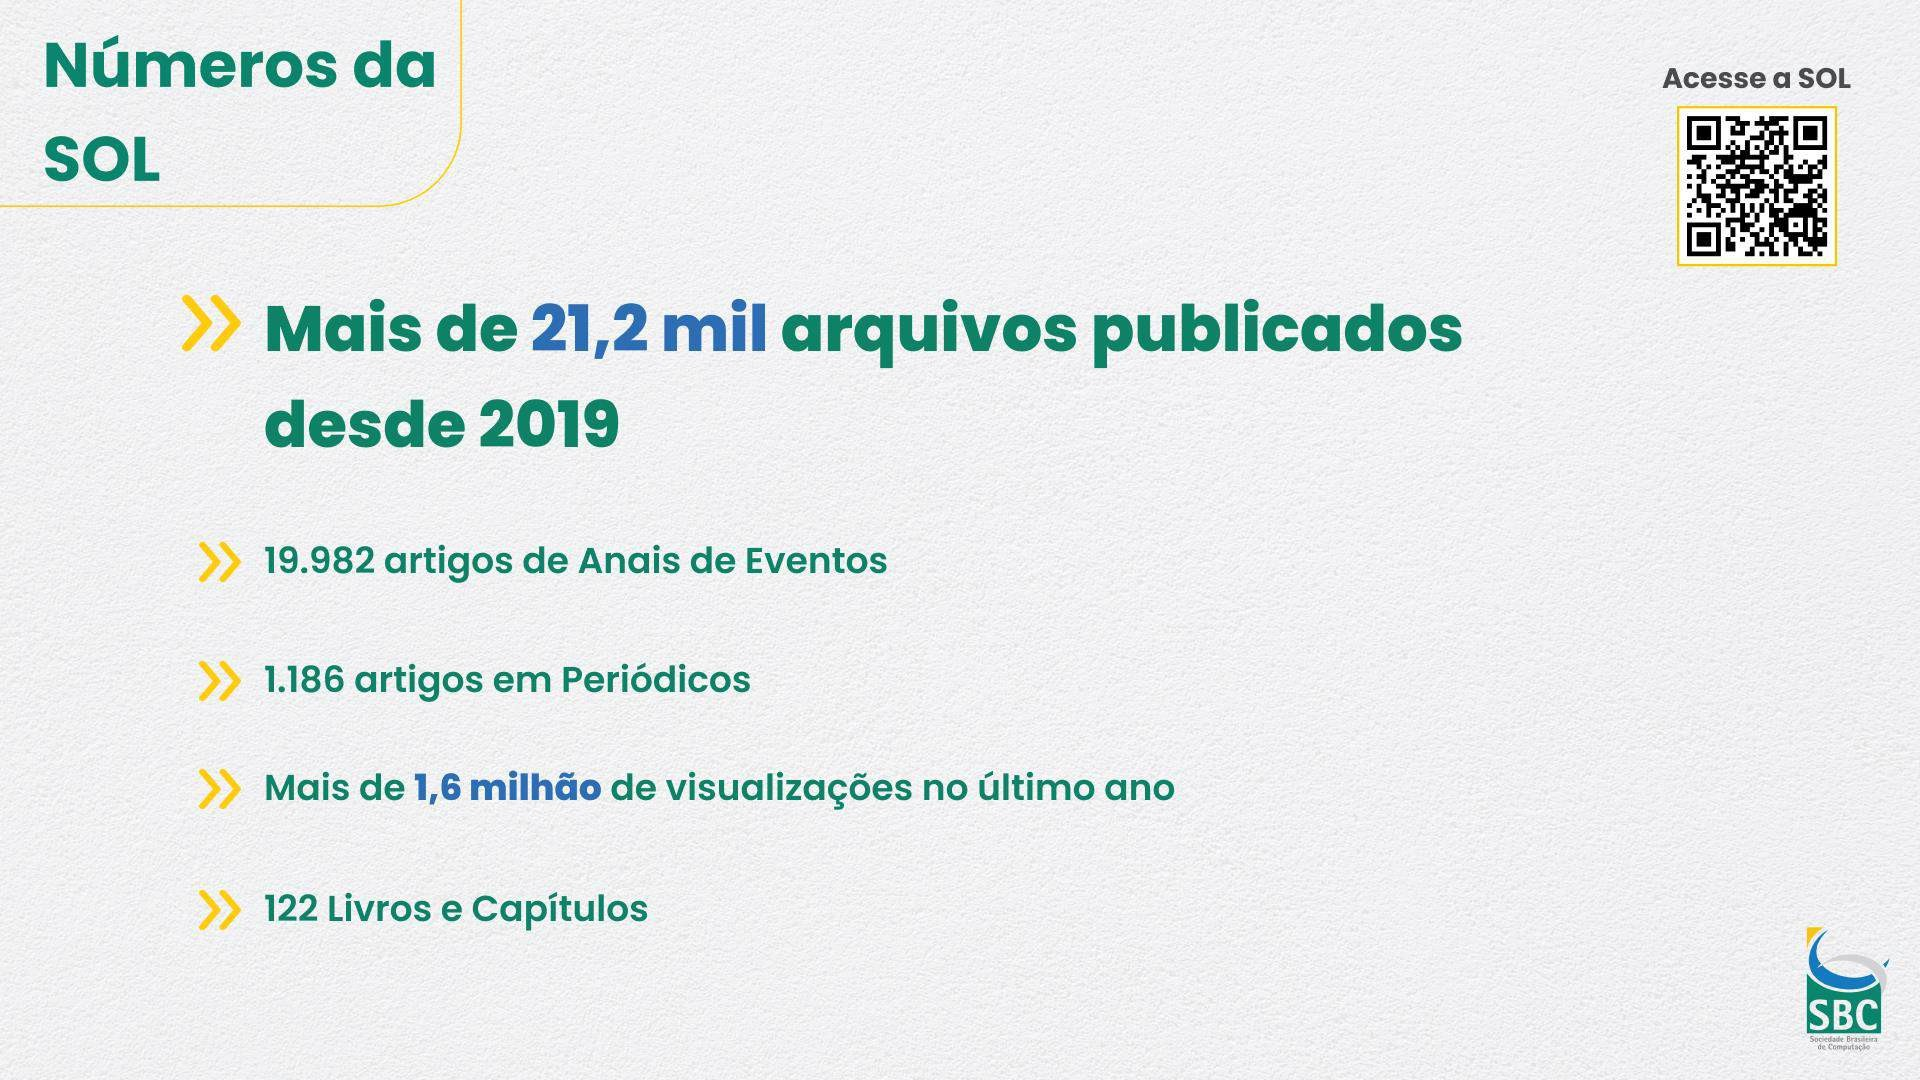 Números da
SOL
Acesse a SOL
Mais de 21,2 mil arquivos publicados
desde 2019
19.982 artigos de Anais de Eventos
1.186 artigos em Periódicos
Mais de 1,6 milhão de visualizações no último ano
122 Livros e Capítulos
SBC
Sociedade Brasileira
de Computação